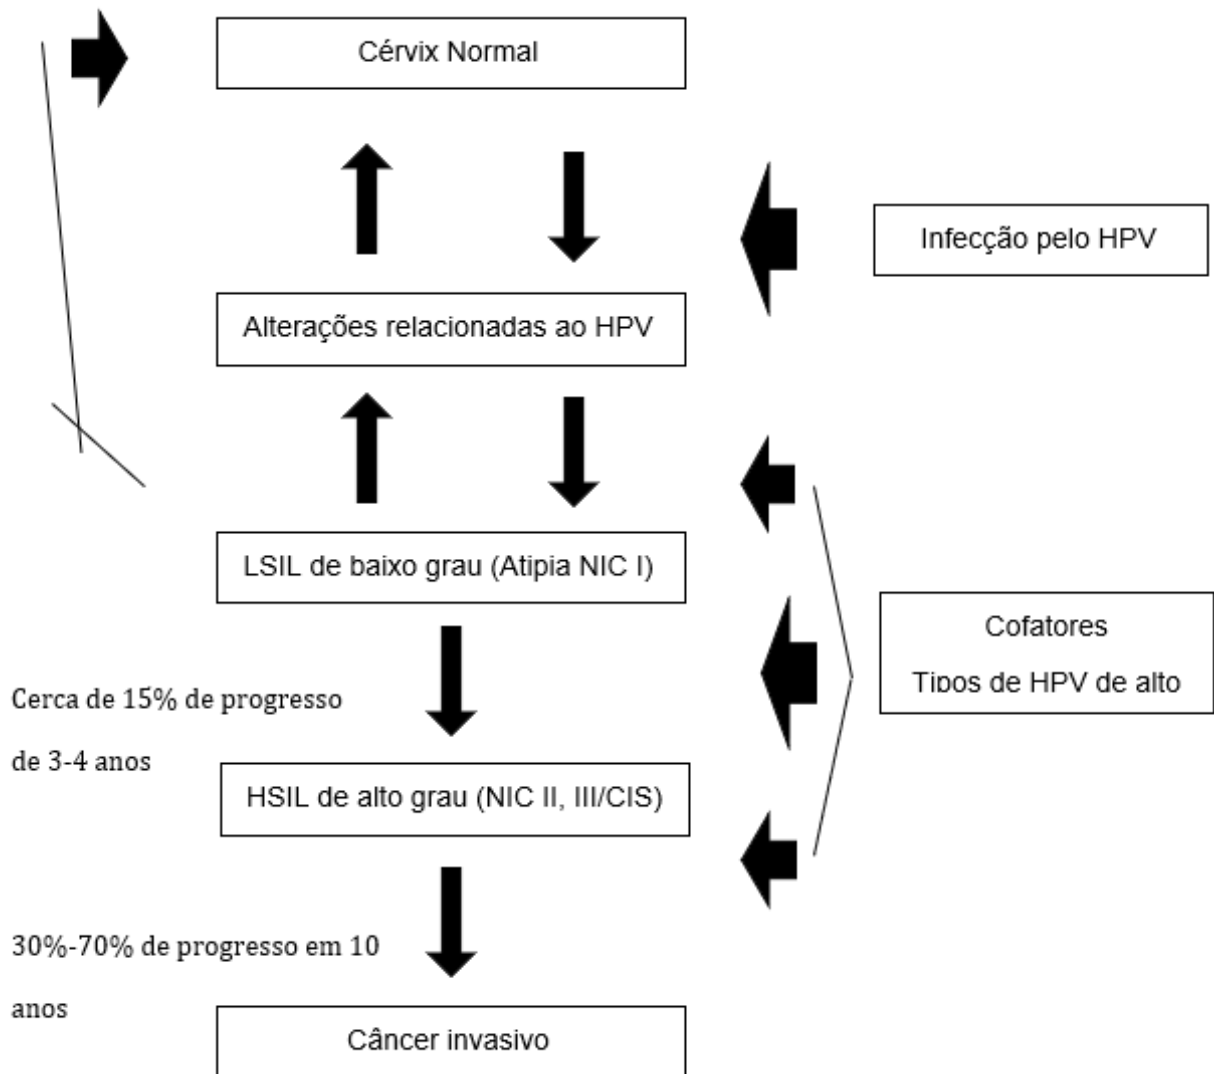 Cérvix Normal
Infecção pelo HPV
Alterações relacionadas ao HPV
LSIL de baixo grau (Atipia NIC I)
Cofatores
Tipos de HPV de alto
Cerca de 15% de progresso
de 3-4 anos
HSIL de alto grau (NIC II, III/CIS)
30%-70% de progresso em 10
anos
Câncer invasivo